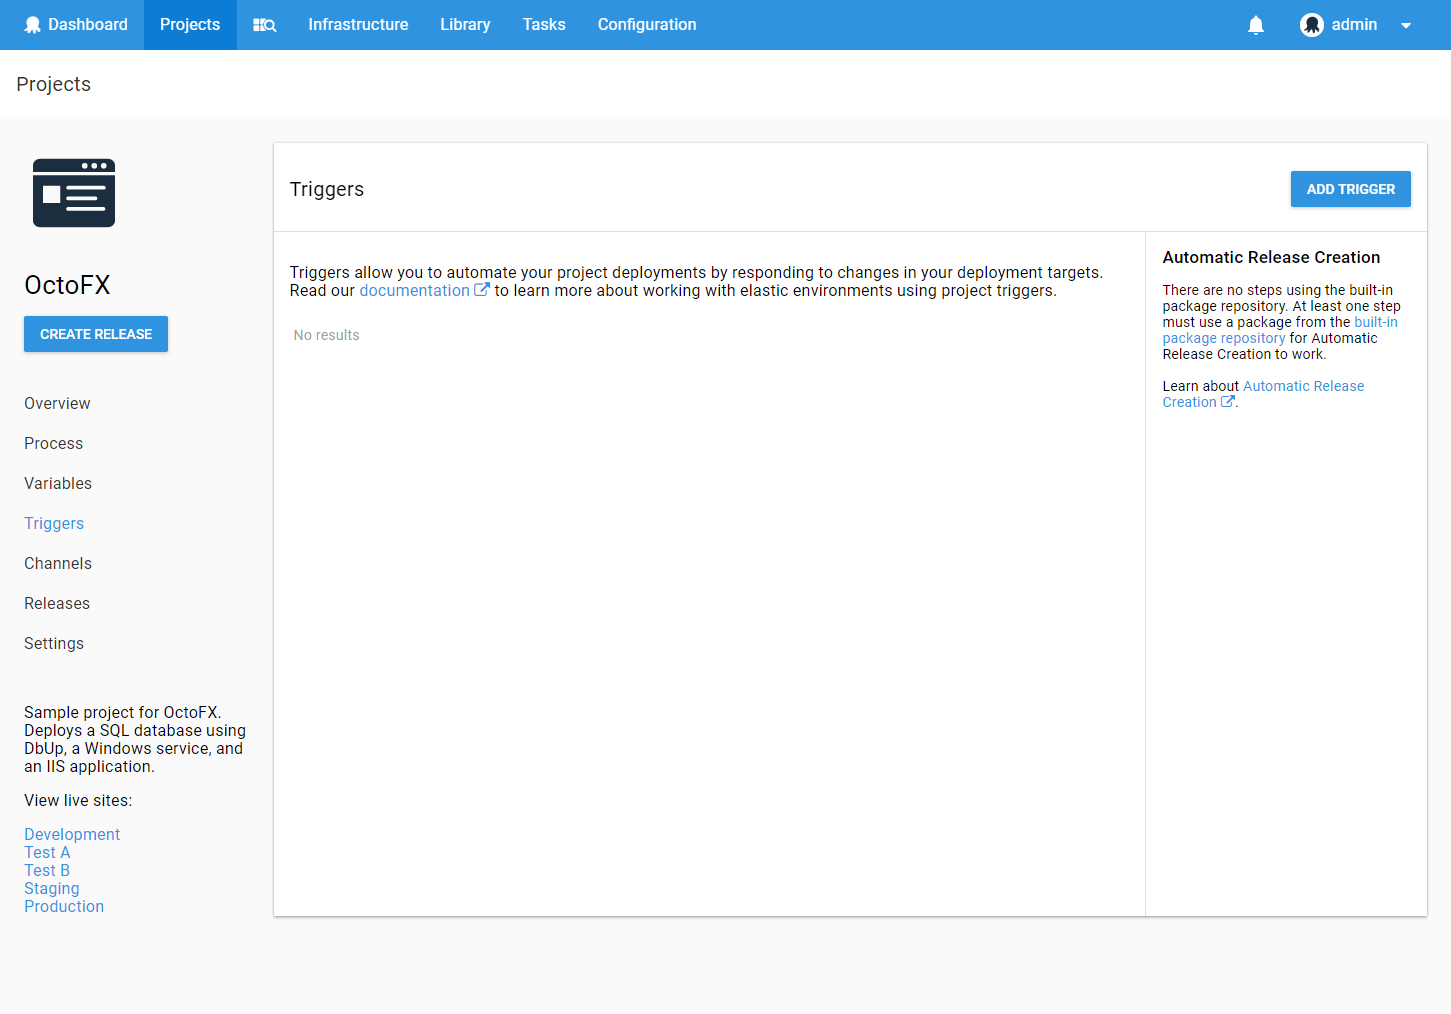 Dashboard Projects Infrastructure Library Tasks Configuration admin
Projects
OctoFX
CREATE RELEASE
Overview
Process
Variables
Triggers
Channels
Releases
Settings
Sample project for OctoFX.
Deploys a SQL database using
DbUp, a Windows service, and
an IIS application.
View live sites:
Development
Test A
Test B
Staging
Production
Triggers
ADD TRIGGER
Triggers allow you to automate your project deployments by responding to changes in your deployment targets.
Read our documentation to learn more about working with elastic environments using project triggers.
No results
Automatic Release Creation
There are no steps using the built-in
package repository. At least one step
must use a package from the built-in
package repository for Automatic
Release Creation to work.
Learn about Automatic Release
Creation .